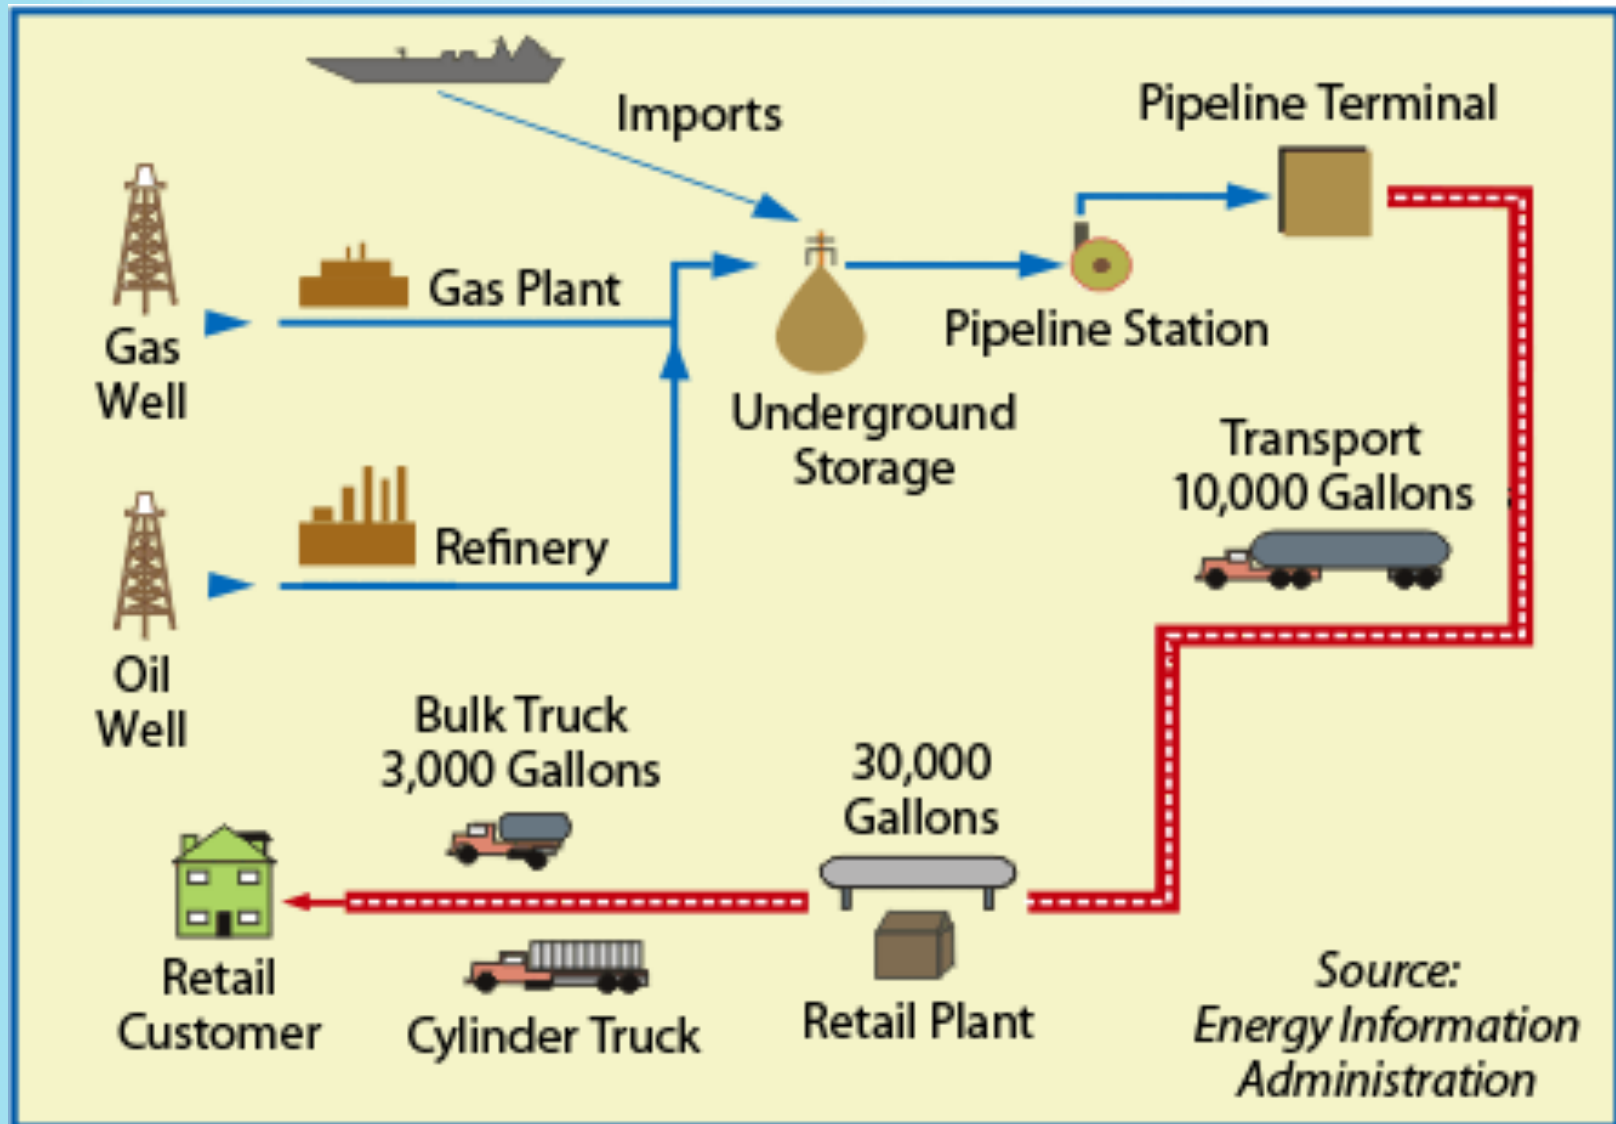 Imports
Pipeline Terminal
Gas Plant
Gas
Well
Pipeline Station
Underground
Storage
Transport
10,000 Gallons
Refinery
Oil
Well
Bulk Truck
3,000 Gallons
30,000
Gallons
Retail
Customer
Cylinder Truck
Retail Plant
Source:
Energy Information
Administration